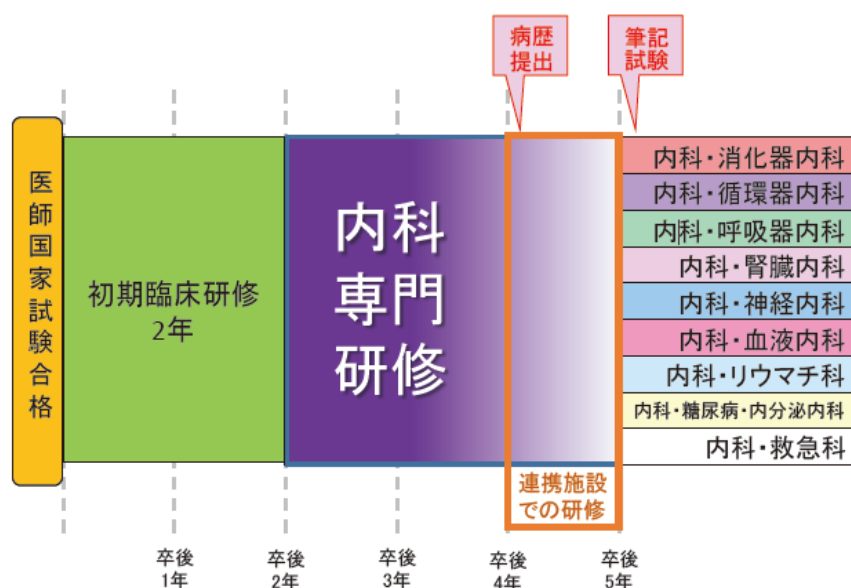 病歴
提出
筆記
試験
医師国家試験合格
初期臨床研修
2年
内科
専門
研修
内科・消化器内科
内科・循環器内科
内科・呼吸器内科
内科・腎臓内科
内科・神経内科
内科・血液内科
内科・リウマチ科
内科・糖尿病・内分泌内科
内科・救急科
連携施設
での研修
卒後
1年
卒後
2年
卒後
3年
卒後
4年
卒後
5年